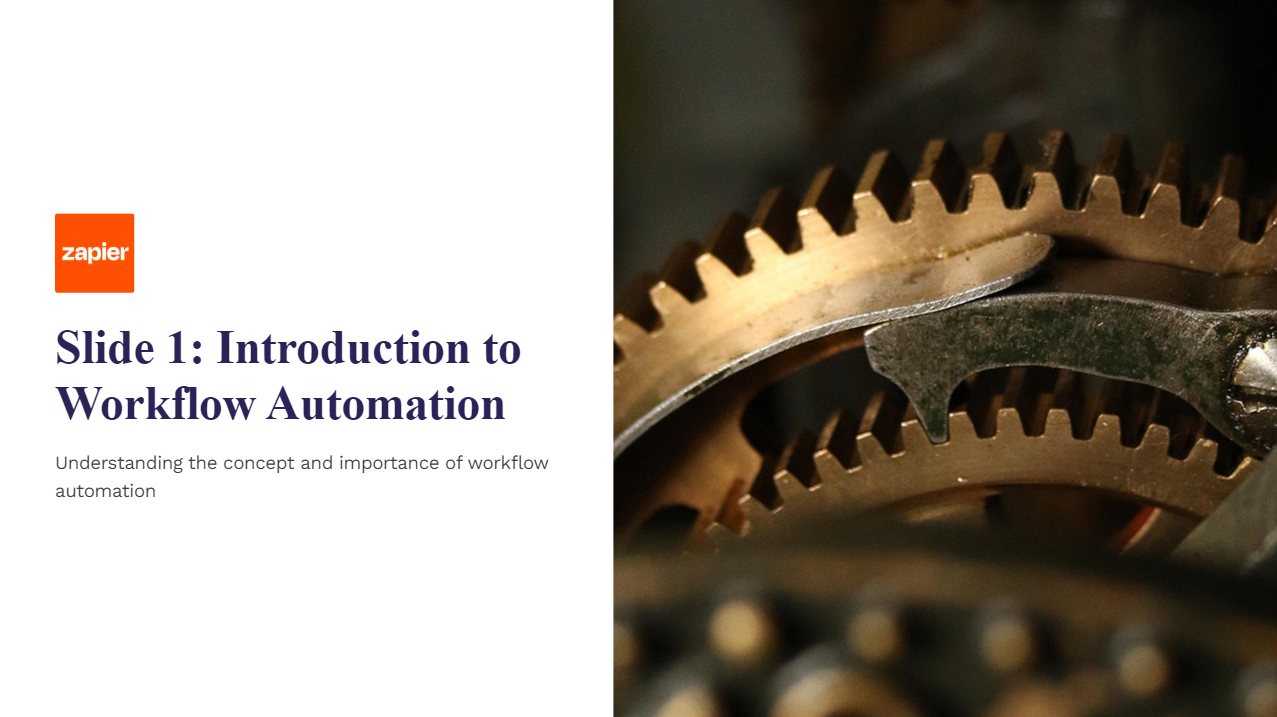 zapier
Slide 1: Introduction to
Workflow Automation
Understanding the concept and importance of workflow
automation